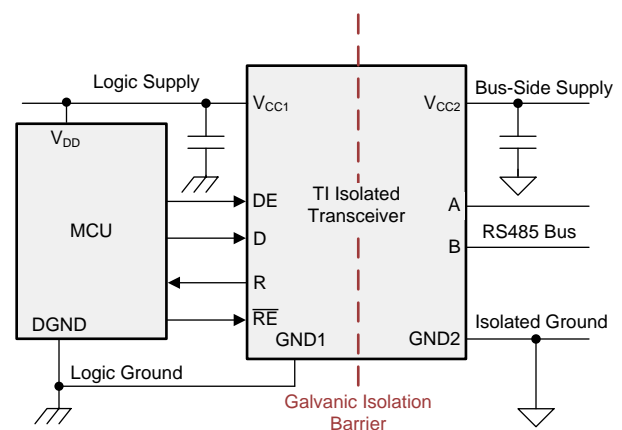 Logic Supply
Bus-Side Supply
VCC1
VCC2
VDD
DE
TI Isolated
Transceiver
A
MCU
D
RS485 Bus
B
R
DGND
RE
GND1
GND2
Isolated Ground
Logic Ground
Galvanic Isolation
Barrier